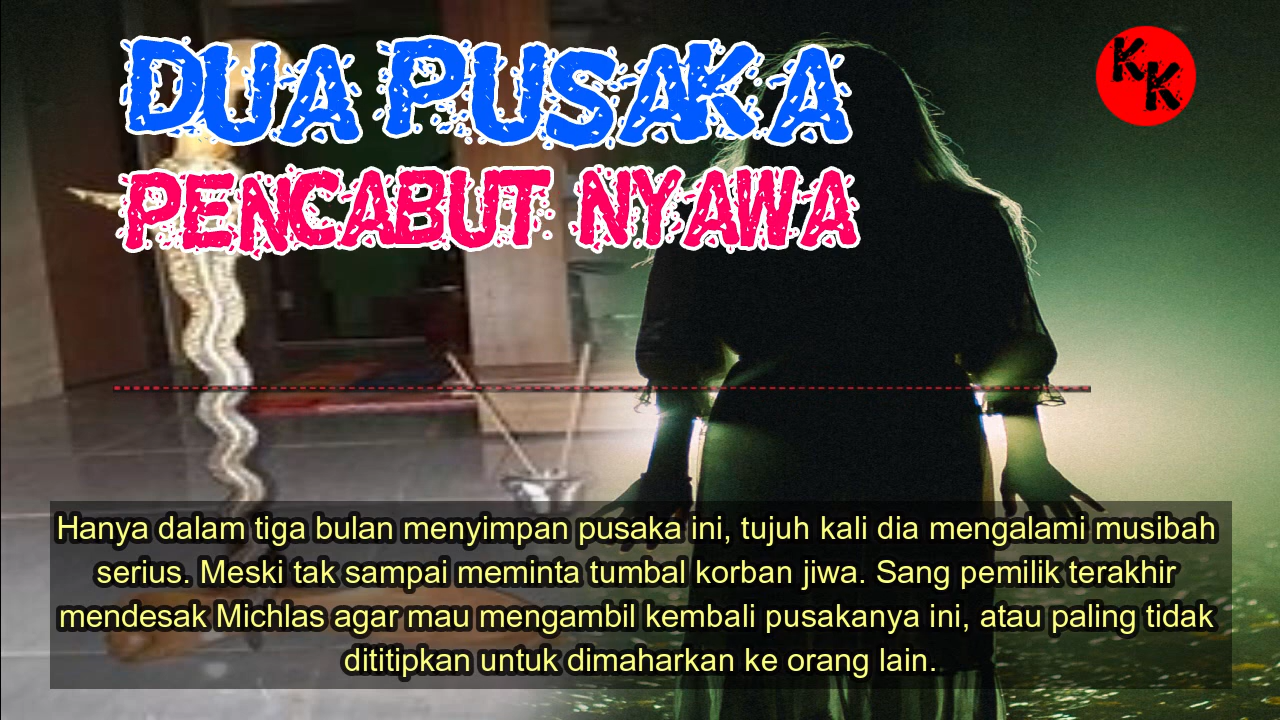 DUA PUSAKA
PENCABUT NYAWA
KK
Hanya dalam tiga bulan menyimpan pusaka ini, tujuh kali dia mengalami musibah
serius. Meski tak sampai meminta tumbal korban jiwa. Sang pemilik terakhir
mendesak Michlas agar mau mengambil kembali pusakanya ini, atau paling tidak
dititipkan untuk dimaharkan ke orang lain.